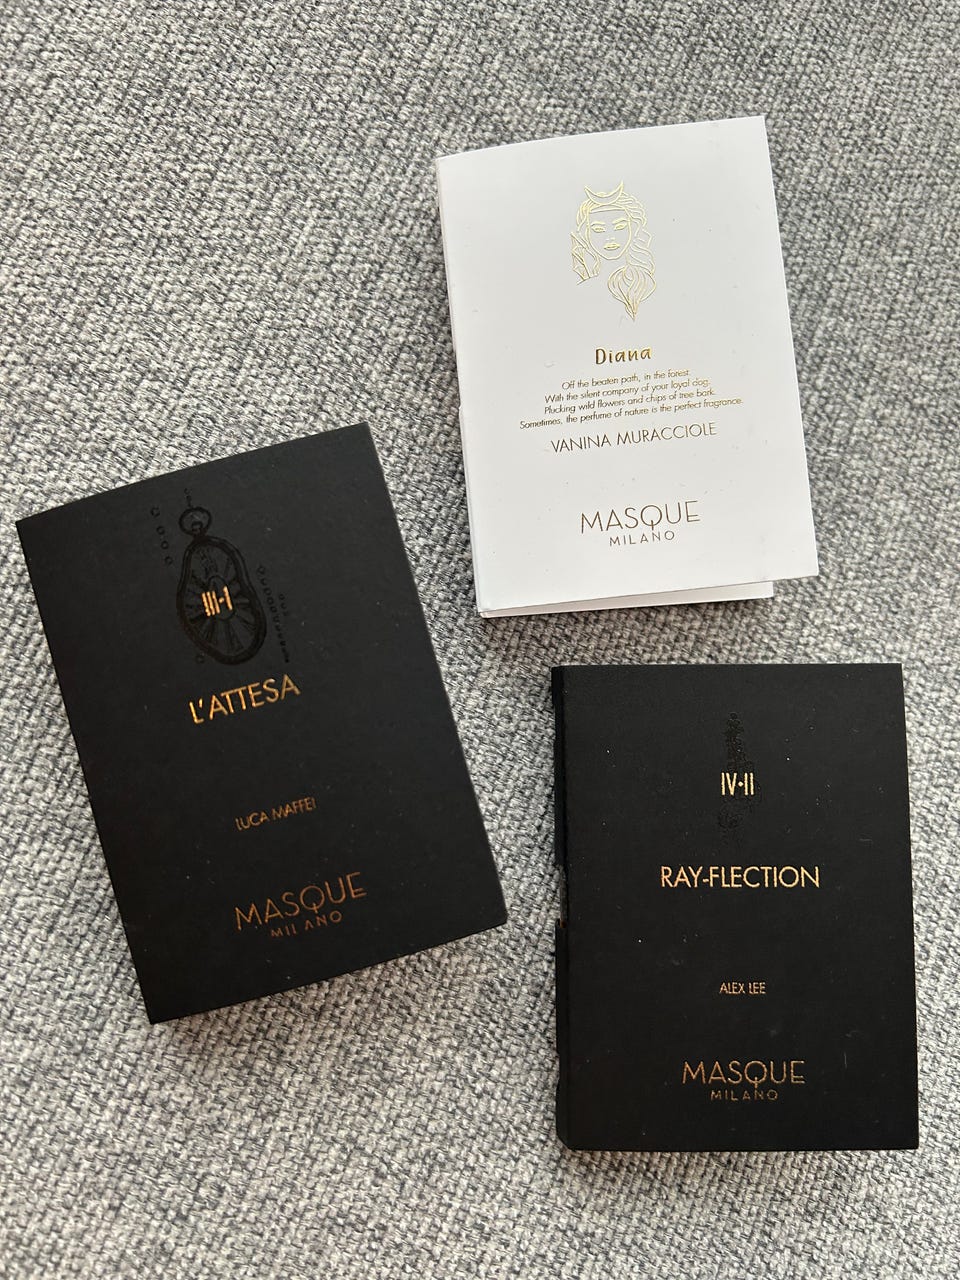 Diana
Off the beaten path, in the forest.
With the silent company of your loyal dog.
Plucking wild flowers and chips of tree bark.
Sometimes, the perfume of nature is the perfect fragrance.
VANINA MURACCIOLE
MASQUE
MILANO
III•I
L'ATTESA
LUCA MAFFEI
MASQUE
MILANO
IV•II
RAY-FLECTION
ALEX LEE
MASQUE
MILANO